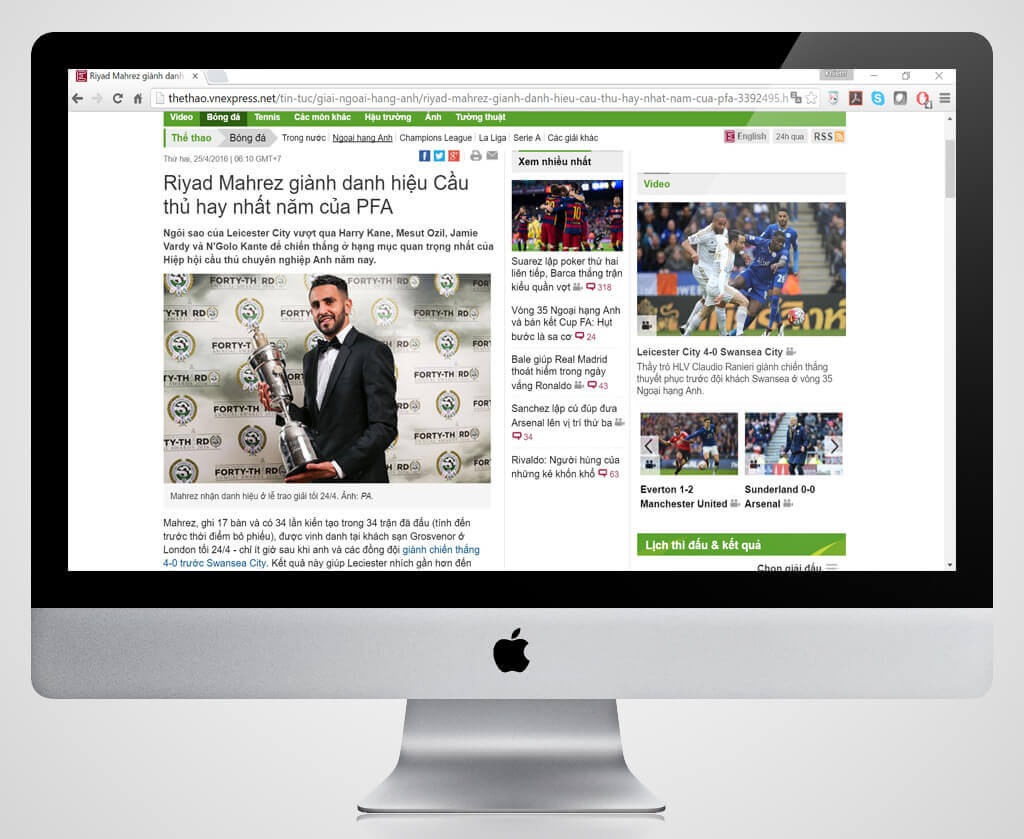 Riyad Mahrez giành danh
thethao.vnexpress.net/tin-tuc/giai-ngoai-hang-anh/riyad-mahrez-gianh-danh-hieu-cau-thu-hay-nhat-nam-cua-pfa-3392495.h
Video Bóng đá Tennis Các môn khác Hậu trường Ảnh Tường thuật
Thể thao Bóng đá Trong nước Ngoại hạng Anh Champions League La Liga Serie A Các giải khác
English 24h qua RSS
Thứ hai, 25/4/2016 | 06:10 GMT+7
Riyad Mahrez giành danh hiệu Cầu
thủ hay nhất năm của PFA
Ngôi sao của Leicester City vượt qua Harry Kane, Mesut Ozil, Jamie
Vardy và N'Golo Kante để chiến thắng ở hạng mục quan trọng nhất của
Hiệp hội cầu thủ chuyên nghiệp Anh năm nay.
FORTY-THIRD
FORTY-TH RD
FORTY-TH
FORTY-TH RD
FORTY-THIRD
Mahrez nhận danh hiệu ở lễ trao giải tối 24/4. Ảnh: PA.
Mahrez, ghi 17 bàn và có 34 lần kiến tạo trong 34 trận đã đấu (tính đến
trước thời điểm bỏ phiếu), được vinh danh tại khách sạn Grosvenor ở
London tối 24/4 - chỉ ít giờ sau khi anh và các đồng đội giành chiến thắng
4-0 trước Swansea City. Kết quả này giúp Leciester nhích gần hơn đến
Xem nhiều nhất
Suarez lập poker thứ hai
liên tiếp, Barca thắng trận
kiểu quần vợt 318
Vòng 35 Ngoại hạng Anh
và bán kết Cup FA: Hụt
bước là sa cơ 24
Bale giúp Real Madrid
thoát hiểm trong ngày
vắng Ronaldo 43
Sanchez lập cú đúp đưa
Arsenal lên vị trí thứ ba
34
Rivaldo: Người hùng của
những kẻ khốn khổ 63
Video
Leicester City 4-0 Swansea City
Thầy trò HLV Claudio Ranieri giành chiến thắng
thuyết phục trước đội khách Swansea ở vòng 35
Ngoại hạng Anh.
Everton 1-2
Manchester United
Sunderland 0-0
Arsenal
Lịch thi đấu & kết quả
Chọn giải đấu